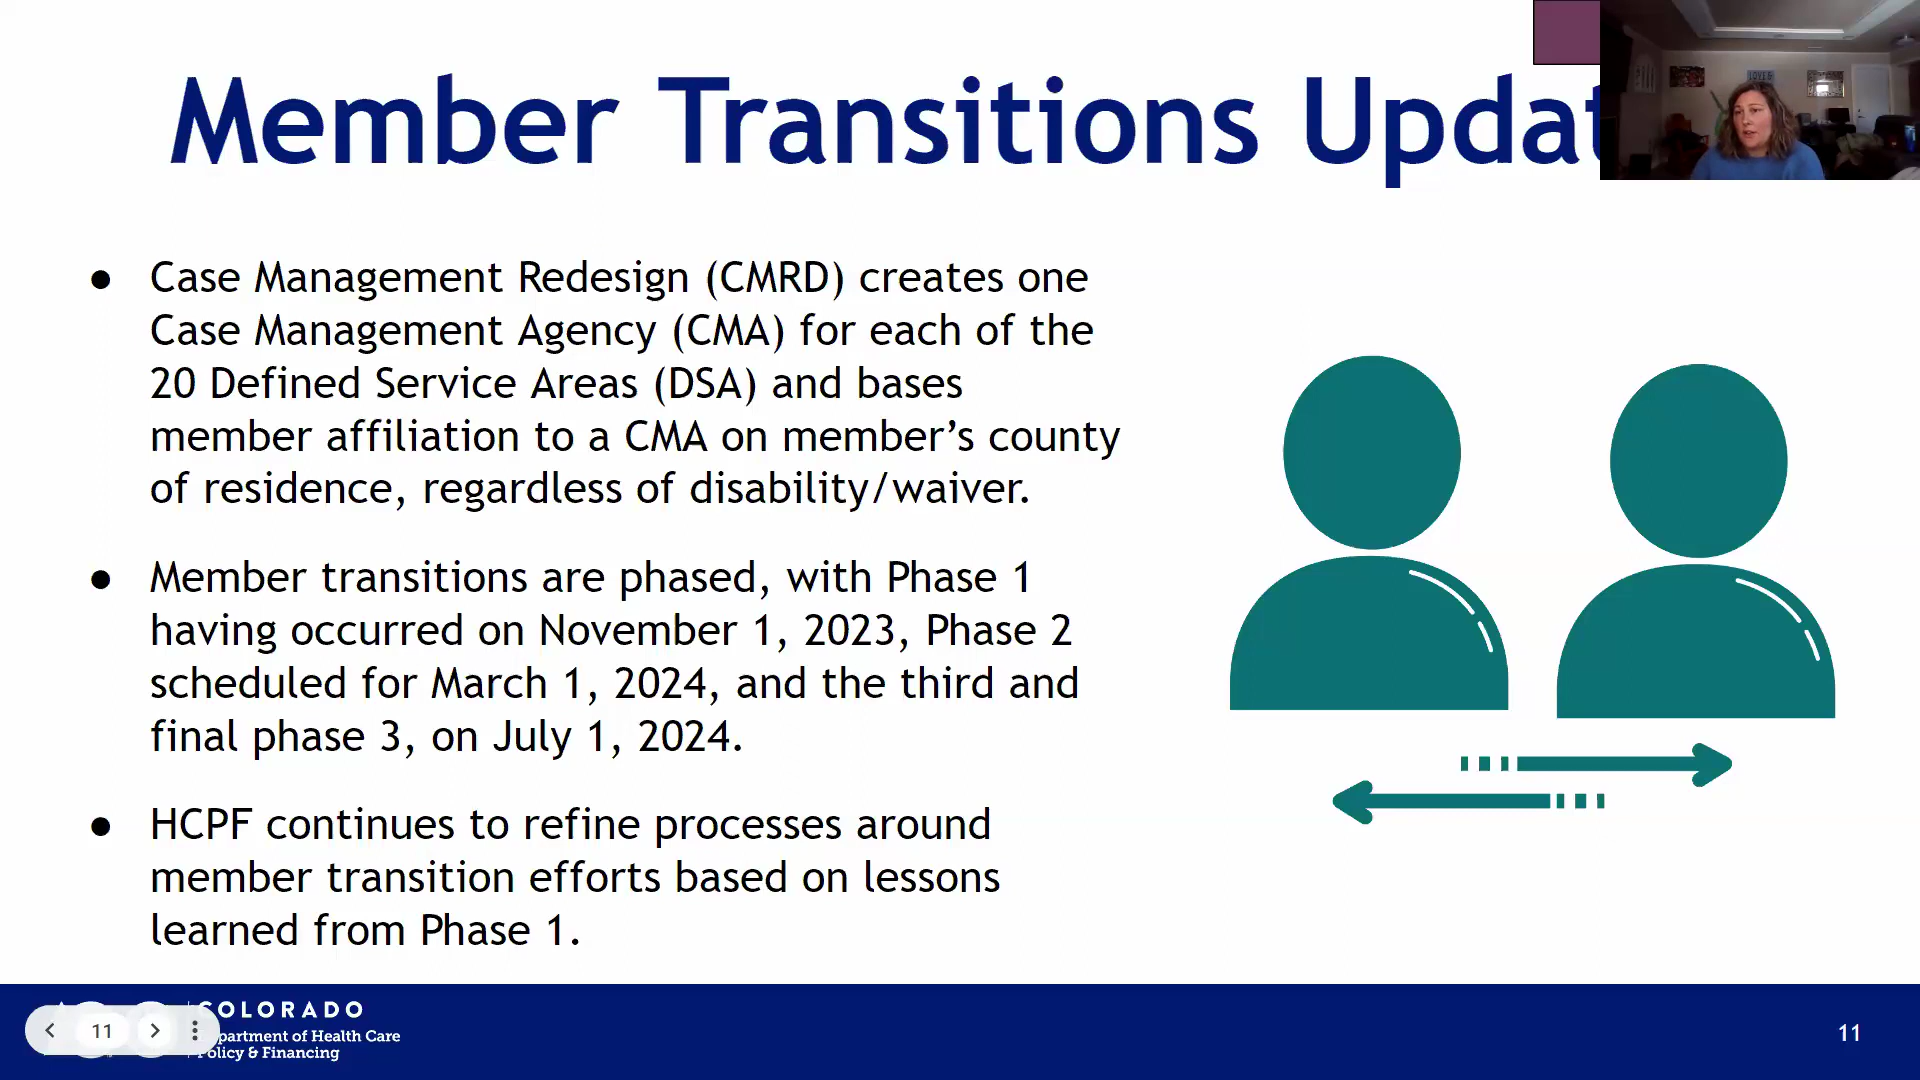 Member Transitions Updat
● Case Management Redesign (CMRD) creates one
Case Management Agency (CMA) for each of the
20 Defined Service Areas (DSA) and bases
member affiliation to a CMA on member’s county
of residence, regardless of disability/waiver.
● Member transitions are phased, with Phase 1
having occurred on November 1, 2023, Phase 2
scheduled for March 1, 2024, and the third and
final phase 3, on July 1, 2024.
● HCPF continues to refine processes around
member transition efforts based on lessons
learned from Phase 1.
COLORADO
partment of Health Care
Policy & Financing
11
11